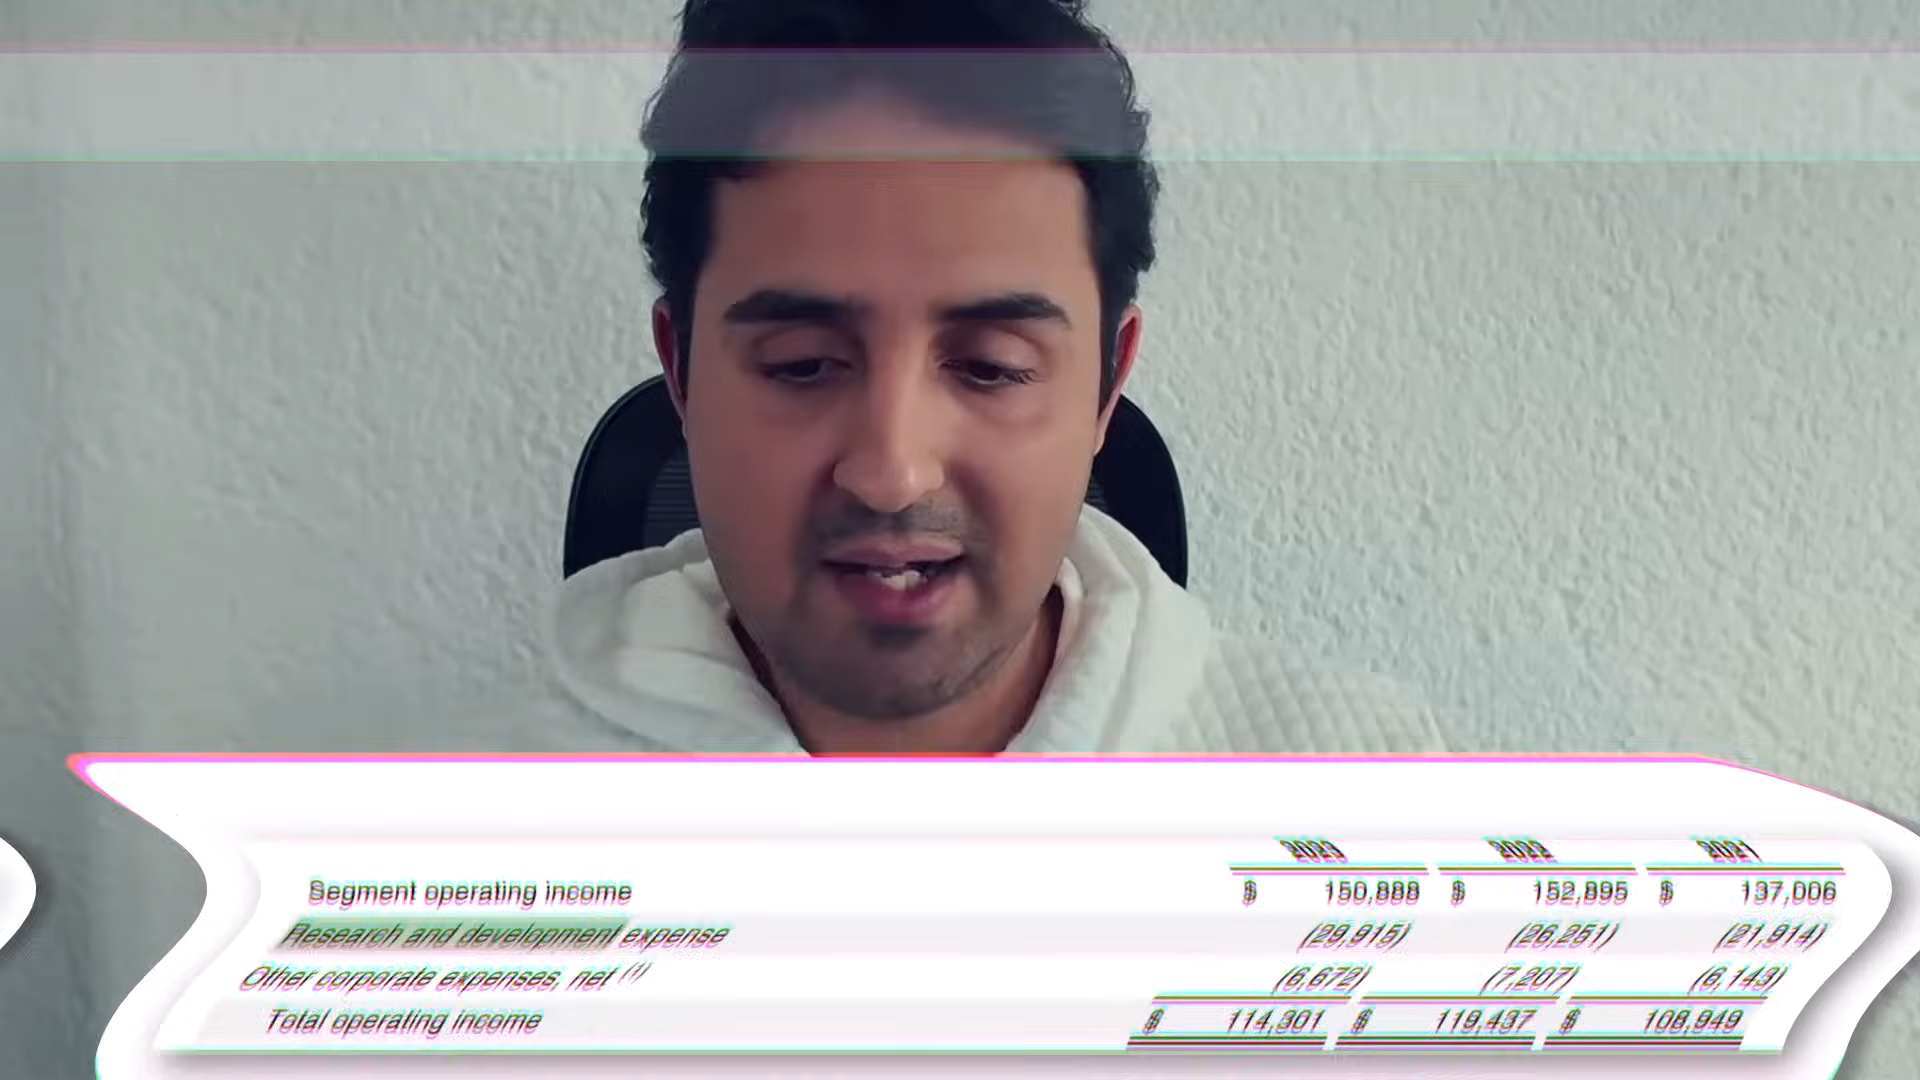 2023 2022 2021
Segment operating income $ 150,888 $ 152,895 $ 137,006
Research and development expense (29,915) (26,251) (21,914)
Other corporate expenses, net (1) (6,672) (7,207) (6,143)
Total operating income $ 114,301 $ 119,437 $ 108,949